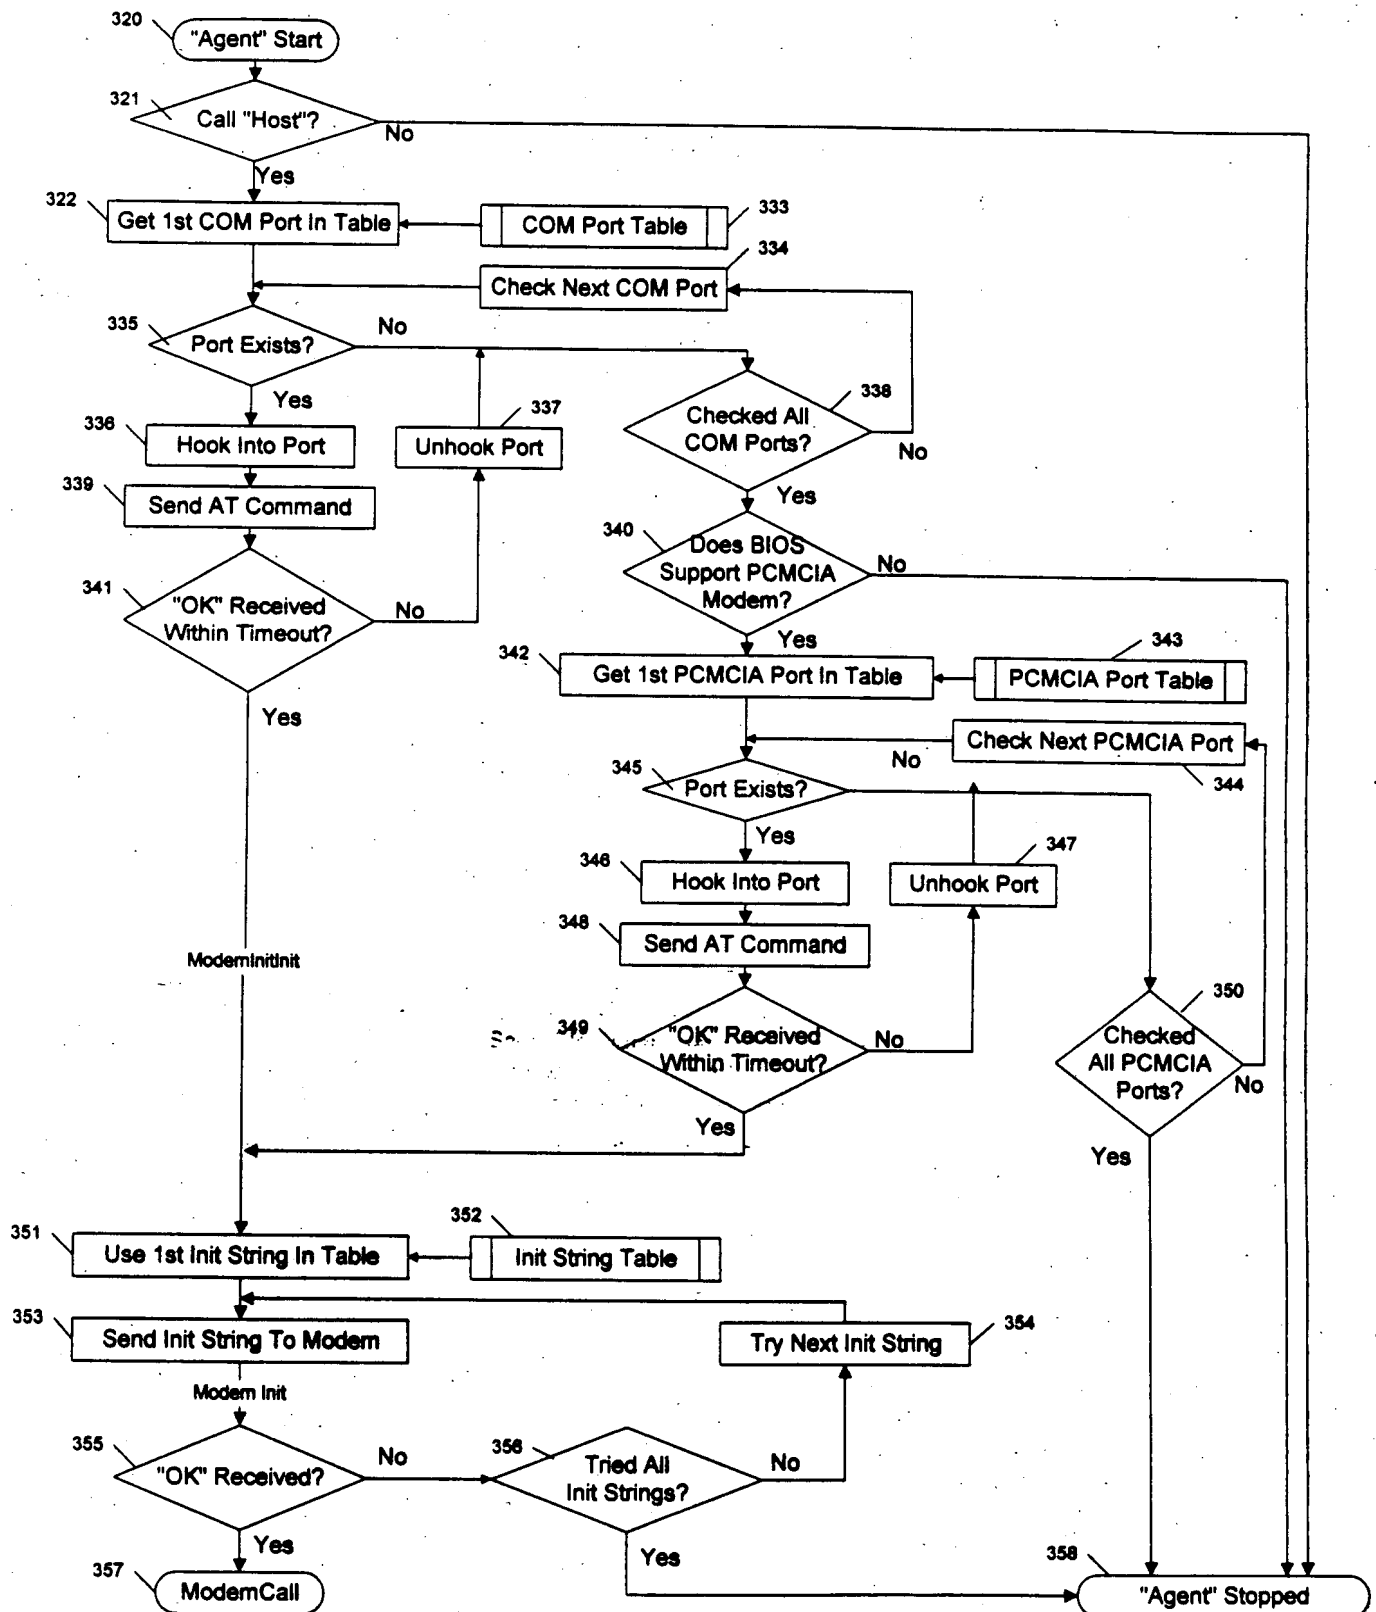 320
"Agent" Start
321
Call "Host"?
No
Yes
322
Get 1st COM Port In Table
COM Port Table
333
334
Check Next COM Port
335
Port Exists?
No
Yes
336
Hook Into Port
337
Unhook Port
338
Checked All
COM Ports?
No
Yes
339
Send AT Command
340
Does BIOS
Support PCMCIA
Modem?
No
Yes
341
"OK" Received
Within Timeout?
No
Yes
342
Get 1st PCMCIA Port In Table
343
PCMCIA Port Table
Check Next PCMCIA Port
344
No
345
Port Exists?
Yes
346
Hook Into Port
347
Unhook Port
348
Send AT Command
ModemInitInit
349
"OK" Received
Within Timeout?
No
Yes
350
Checked
All PCMCIA
Ports?
No
Yes
351
Use 1st Init String In Table
352
Init String Table
353
Send Init String To Modem
Try Next Init String
354
Modem Init
355
"OK" Received?
No
Yes
356
Tried All
Init Strings?
No
Yes
357
ModemCall
358
"Agent" Stopped